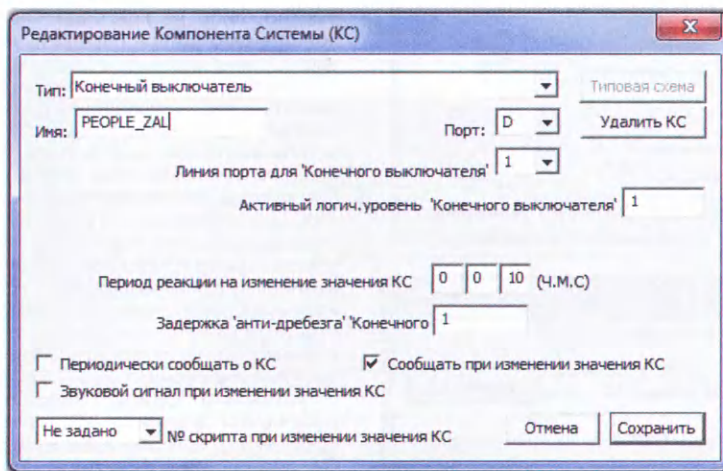 Редактирование Компонента Системы (КС)
Тип: Конечный выключатель Типовая схема
Имя: PEOPLE_ZAL Порт: D Удалить КС
Линия порта для 'Конечного выключателя' 1
Активный логич.уровень 'Конечного выключателя' 1
Период реакции на изменение значения КС 0 0 10 (Ч.М.С)
Задержка 'анти-дребезга' 'Конечного 1
Периодически сообщать о КС Сообщать при изменении значения КС
Звуковой сигнал при изменении значения КС
Не задано № скрипта при изменении значения КС Отмена Сохранить